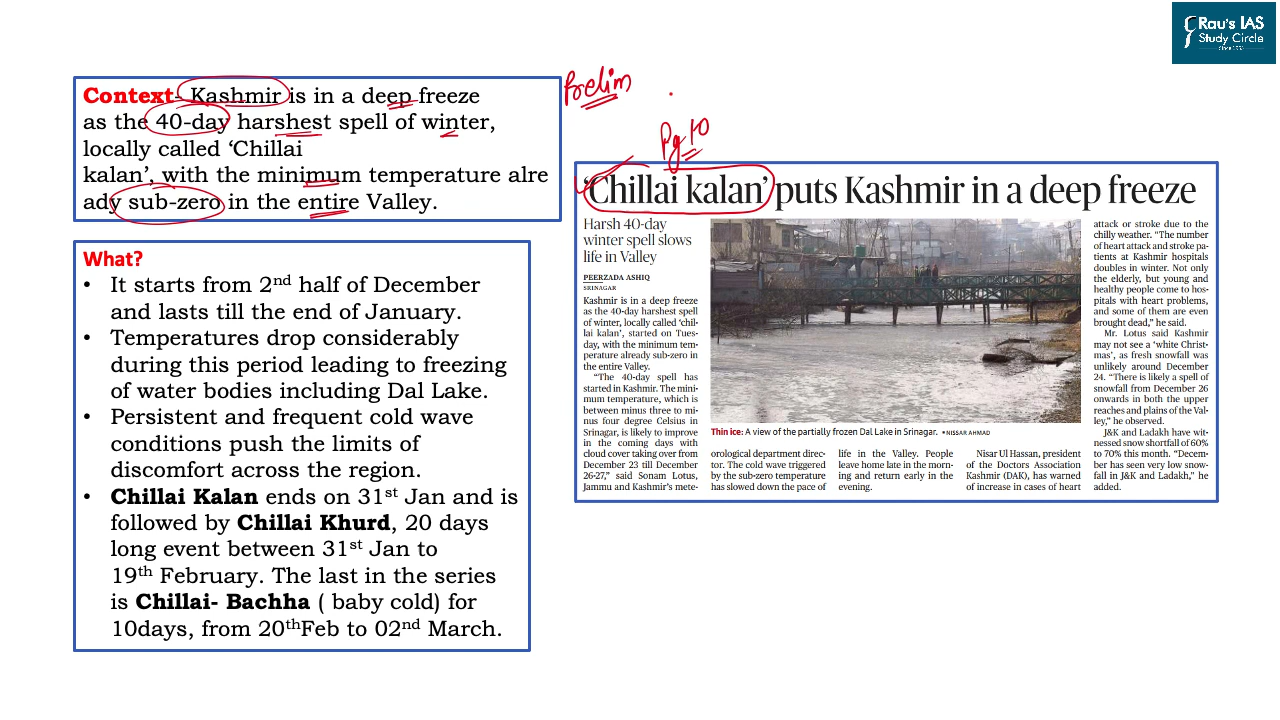 Rau's IAS
Study Circle
Since 1953
Prelim
Pg 10
Context- Kashmir is in a deep freeze
as the 40-day harshest spell of winter,
locally called ‘Chillai
kalan’, with the minimum temperature alre
ady sub-zero in the entire Valley.
What?
• It starts from 2nd half of December
and lasts till the end of January.
• Temperatures drop considerably
during this period leading to freezing
of water bodies including Dal Lake.
• Persistent and frequent cold wave
conditions push the limits of
discomfort across the region.
• Chillai Kalan ends on 31st Jan and is
followed by Chillai Khurd, 20 days
long event between 31st Jan to
19th February. The last in the series
is Chillai- Bachha ( baby cold) for
10days, from 20thFeb to 02nd March.
‘Chillai kalan’ puts Kashmir in a deep freeze
Harsh 40-day
winter spell slows
life in Valley
PEERZADA ASHIQ
SRINAGAR
Kashmir is in a deep freeze
as the 40-day harshest spell
of winter, locally called ‘chil-
lai kalan’, started on Tues-
day, with the minimum tem-
perature already sub-zero in
the entire Valley.
“The 40-day spell has
started in Kashmir. The mini-
mum temperature, which is
between minus three to mi-
nus four degree Celsius in
Srinagar, is likely to improve
in the coming days with
cloud cover taking over from
December 23 till December
26-27,” said Sonam Lotus,
Jammu and Kashmir's mete-
Thin ice: A view of the partially frozen Dal Lake in Srinagar. • NISSAR AHMAD
orological department direc-
tor. The cold wave triggered
by the sub-zero temperature
has slowed down the pace of
life in the Valley. People
leave home late in the morn-
ing and return early in the
evening.
Nisar Ul Hassan, president
of the Doctors Association
Kashmir (DAK), has warned
of increase in cases of heart
attack or stroke due to the
chilly weather. “The number
of heart attack and stroke pa-
tients at Kashmir hospitals
doubles in winter. Not only
the elderly, but young and
healthy people come to hos-
pitals with heart problems,
and some of them are even
brought dead,” he said.
Mr. Lotus said Kashmir
may not see a ‘white Christ-
mas’, as fresh snowfall was
unlikely around December
24. “There is likely a spell of
snowfall from December 26
onwards in both the upper
reaches and plains of the Val-
ley,” he observed.
J&K and Ladakh have wit-
nessed snow shortfall of 60%
to 70% this month. “Decem-
ber has seen very low snow-
fall in J&K and Ladakh,” he
added.